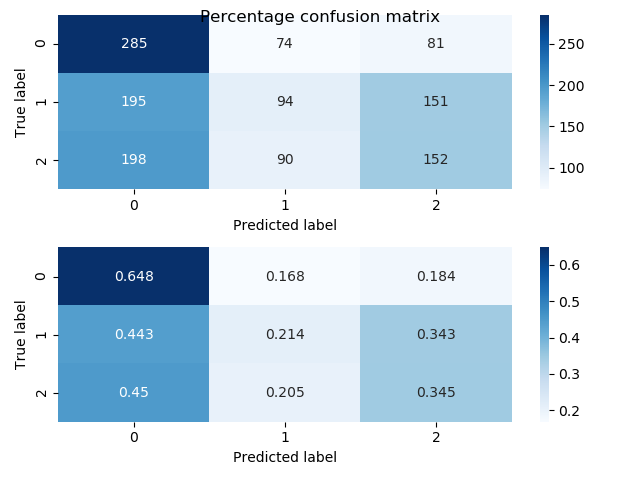 Percentage confusion matrix
True label
0 285 74 81
1 195 94 151
2 198 90 152
0 1 2
Predicted label
250
200
150
100
True label
0 0.648 0.168 0.184
1 0.443 0.214 0.343
2 0.45 0.205 0.345
0 1 2
Predicted label
0.6
0.5
0.4
0.3
0.2